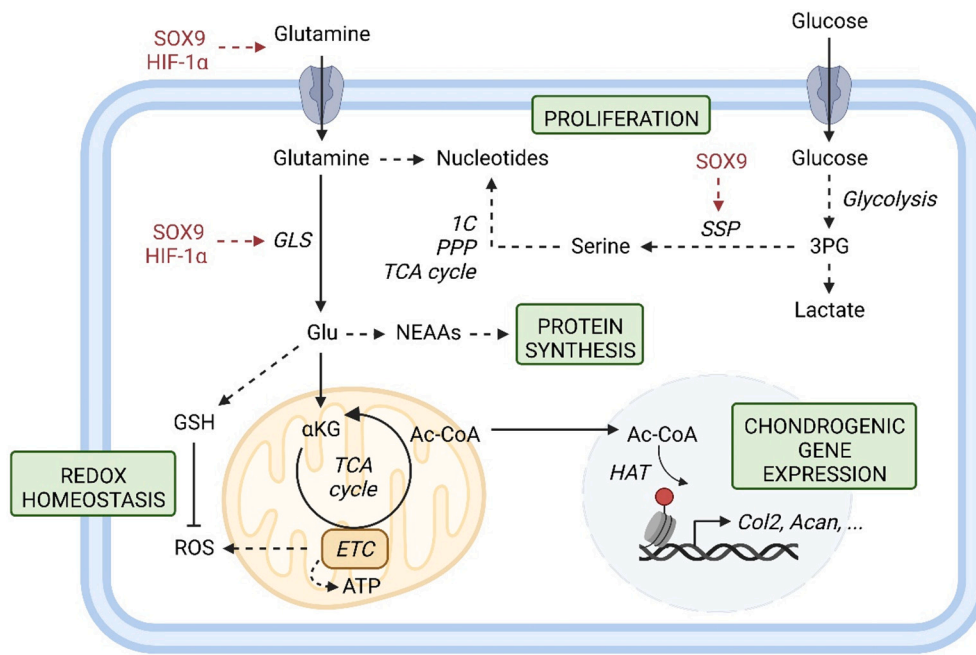 SOX9
HIF-1α
Glutamine
Glucose
PROLIFERATION
Glutamine
Nucleotides
SOX9
Glucose
Glycolysis
SOX9
HIF-1α
GLS
1C
PPP
TCA cycle
Serine
SSP
3PG
Lactate
Glu
NEAAs
PROTEIN
SYNTHESIS
GSH
αKG
Ac-CoA
TCA
cycle
REDOX
HOMEOSTASIS
ROS
ETC
ATP
Ac-CoA
HAT
CHONDROGENIC
GENE
EXPRESSION
Col2, Acan, ...